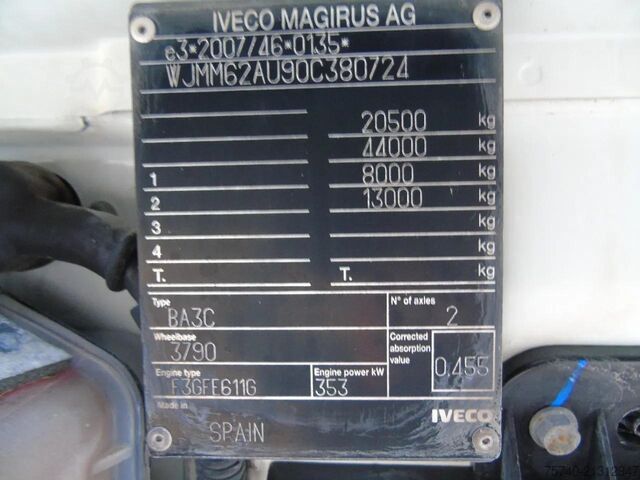 IVECO MAGIRUS AG
e3*2007/46*0135*
WJMM62AU90C380724
20500 kg
44000 kg
1 8000 kg
2 13000 kg
3 kg
4 kg
T. T. kg
Type BA3C N° of axles 2
Wheelbase 3790 Corrected absorption value 0,455
Engine type F3GFE611G Engine power kW 353
Made in SPAIN IVECO